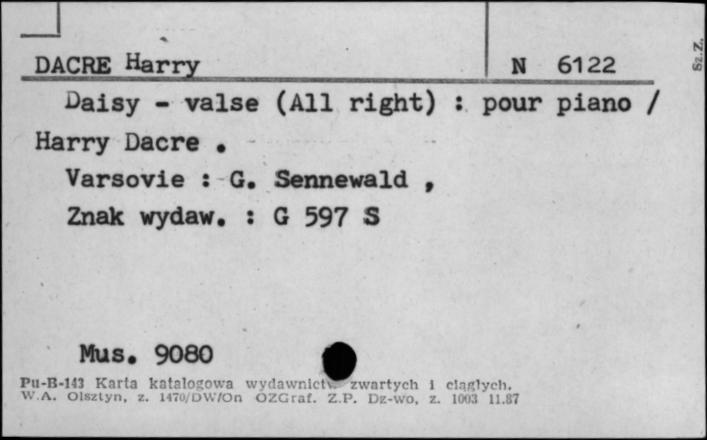 DACRE Harry N 6122
Sz.Z.
Daisy - valse (All right) : pour piano /
Harry Dacre .
Varsovie : G. Sennewald ,
Znak wydaw. : G 597 S
Mus. 9080
Pu-B-143 Karta katalogowa wydawnictw zwartych i ciągłych.
W.A. Olsztyn, z. 1470/DW/On OZGraf. Z.P. Dz-wo, z. 1003 11.87